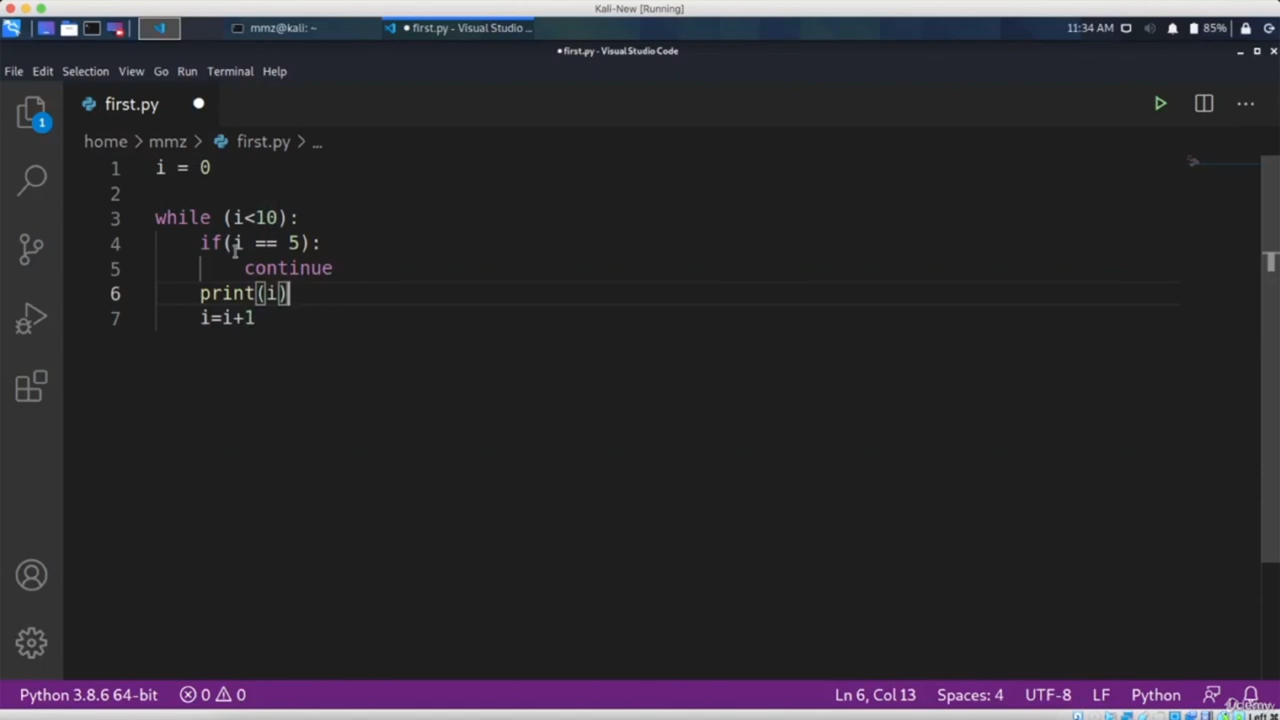 Kali-New [Running]
mmz@kali: ~
● first.py - Visual Studio ...
11:34 AM
85%
● first.py - Visual Studio Code
File Edit Selection View Go Run Terminal Help
first.py ●
1
home > mmz > first.py > ...
1 i = 0
2
3 while (i<10):
4 if(i == 5):
5 continue
6 print(i)
7 i=i+1
Python 3.8.6 64-bit 0 0 Ln 6, Col 13 Spaces: 4 UTF-8 LF Python
Udemy
Left ⌘